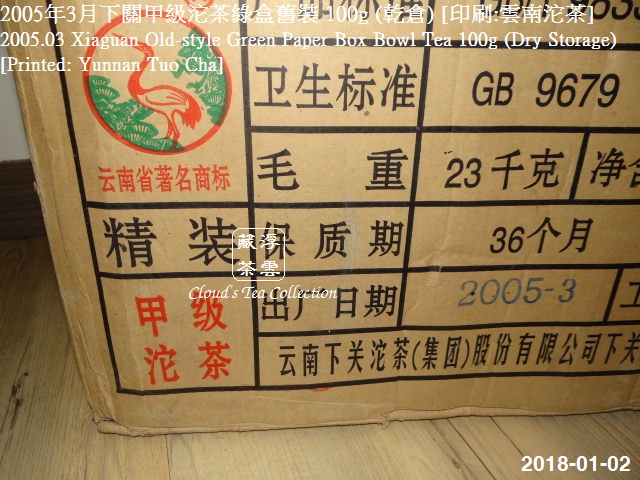 2005年3月下關甲級沱茶綠盒舊裝 100g (乾倉) [印刷:雲南沱茶]
2005.03 Xiaguan Old-style Green Paper Box Bowl Tea 100g (Dry Storage)
[Printed: Yunnan Tuo Cha]
卫生标准 GB 9679
云南省著名商标
毛 重 23千克 净含
精 装 保质期 36个月
藏浮
茶雲
Cloud's Tea Collection
甲级
沱茶
出厂日期 2005-3
云南下关沱茶(集团)股份有限公司下关
2018-01-02